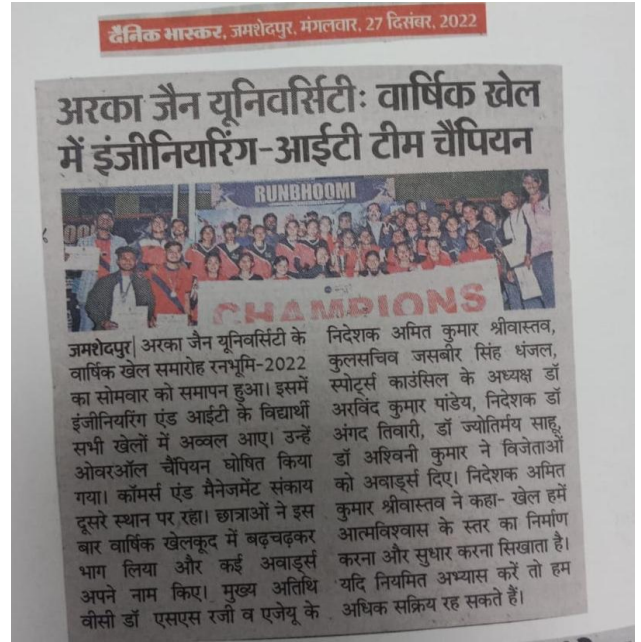 दैनिक भास्कर, जमशेदपुर, मंगलवार, 27 दिसंबर, 2022
अरका जैन यूनिवर्सिटी: वार्षिक खेल
में इंजीनियरिंग-आईटी टीम चैंपियन
RUNBHOOMI
CHAMPIONS
जमशेदपुर| अरका जैन यूनिवर्सिटी के
वार्षिक खेल समारोह रनभूमि-2022
का सोमवार को समापन हुआ। इसमें
इंजीनियरिंग एंड आईटी के विद्यार्थी
सभी खेलों में अव्वल आए। उन्हें
ओवरऑल चैंपियन घोषित किया
गया। कॉमर्स एंड मैनेजमेंट संकाय
दूसरे स्थान पर रहा। छात्राओं ने इस
बार वार्षिक खेलकूद में बढ़चढ़कर
भाग लिया और कई अवार्ड्स
अपने नाम किए। मुख्य अतिथि
वीसी डॉ एसएस रजी व एजेयू के
निदेशक अमित कुमार श्रीवास्तव,
कुलसचिव जसबीर सिंह धंजल,
स्पोर्ट्स काउंसिल के अध्यक्ष डॉ
अरविंद कुमार पांडेय, निदेशक डॉ
अंगद तिवारी, डॉ ज्योतिर्मय साहू,
डॉ अश्विनी कुमार ने विजेताओं
को अवार्ड्स दिए। निदेशक अमित
कुमार श्रीवास्तव ने कहा- खेल हमें
आत्मविश्वास के स्तर का निर्माण
करना और सुधार करना सिखाता है।
यदि नियमित अभ्यास करें तो हम
अधिक सक्रिय रह सकते हैं।